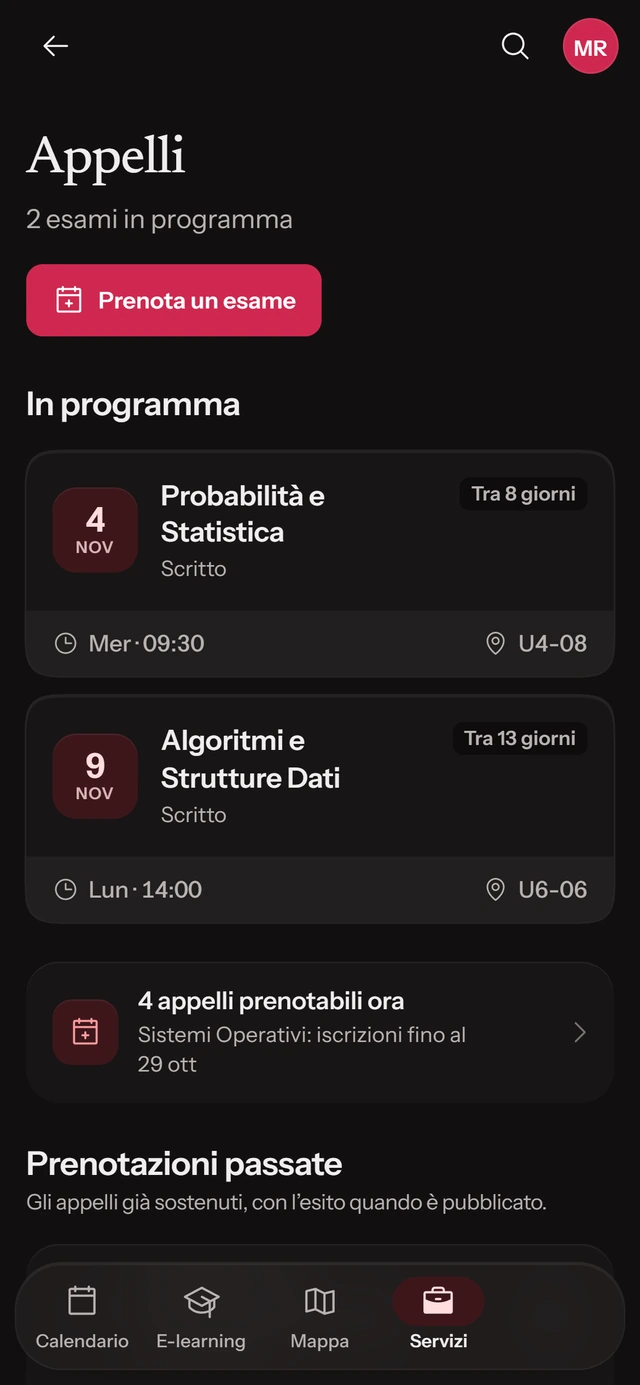 MR
Appelli
2 esami in programma
Prenota un esame
In programma
4
NOV
Probabilità e
Statistica
Scritto
Tra 8 giorni
Mer · 09:30
U4-08
9
NOV
Algoritmi e
Strutture Dati
Scritto
Tra 13 giorni
Lun · 14:00
U6-06
4 appelli prenotabili ora
Sistemi Operativi: iscrizioni fino al
29 ott
Prenotazioni passate
Gli appelli già sostenuti, con l’esito quando è pubblicato.
Calendario
E-learning
Mappa
Servizi